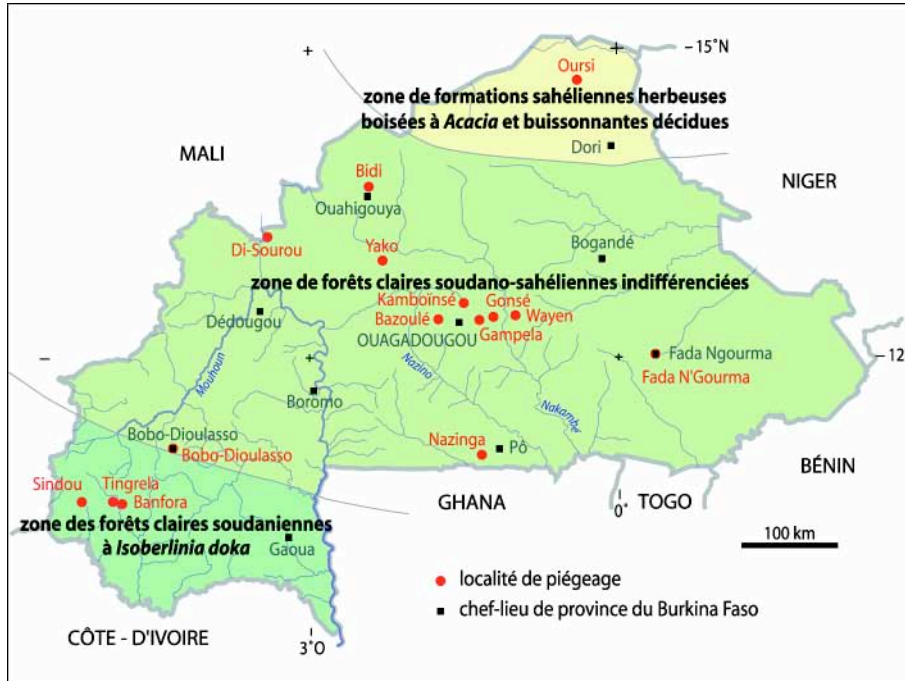 15°N
Oursi
zone de formations sahéliennes herbeuses
boisées à Acacia et buissonnantes décidues
Dori
MALI
NIGER
Bidi
Ouahigouya
Di-Sourou
Yako
Bogandé
zone de forêts claires soudano-sahéliennes indifférenciées
Kamboïnsé
Gonsé
Bazoulé
Wayen
Dédougou
OUAGADOUGOU
Gampela
Mouhoun
Nazino
Fada Ngourma
12
Fada N'Gourma
Boromo
Nakambé
Bobo-Dioulasso
Bobo-Dioulasso
Nazinga
Pô
BÉNIN
Sindou
Tingrela
Banfora
GHANA
0°
TOGO
zone des forêts claires soudaniennes
à Isoberlinia doka
Gaoua
100 km
localité de piégeage
chef-lieu de province du Burkina Faso
CÔTE - D'IVOIRE
3°O